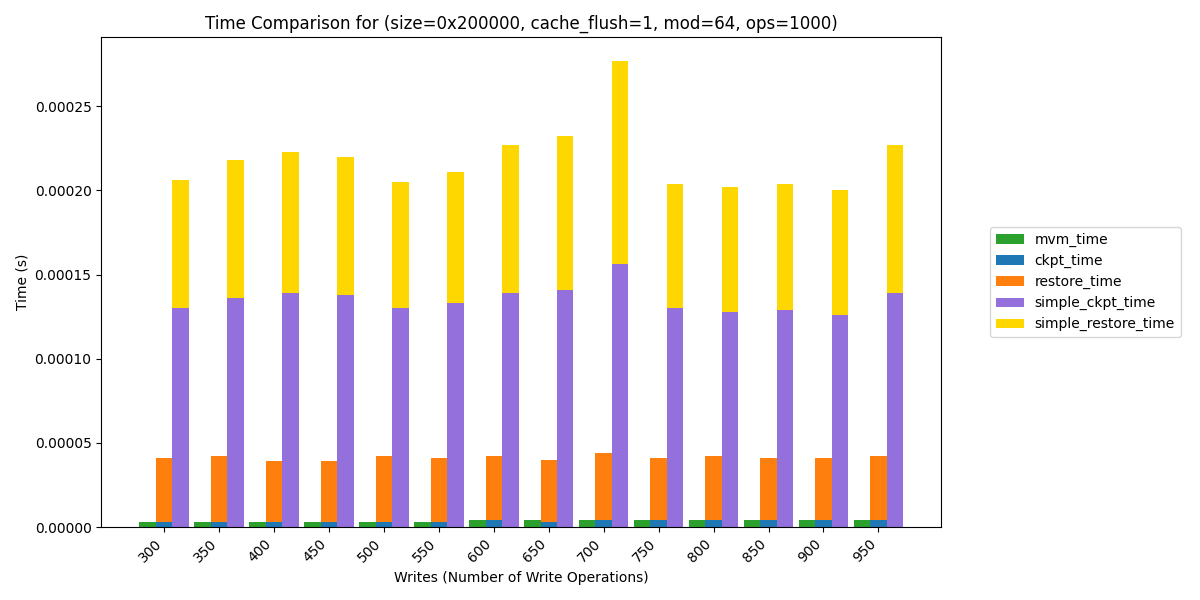 Time Comparison for (size=0x200000, cache_flush=1, mod=64, ops=1000)
Time (s)
0.00025
0.00020
0.00015
0.00010
0.00005
0.00000
300 350 400 450 500 550 600 650 700 750 800 850 900 950
Writes (Number of Write Operations)
mvm_time
ckpt_time
restore_time
simple_ckpt_time
simple_restore_time